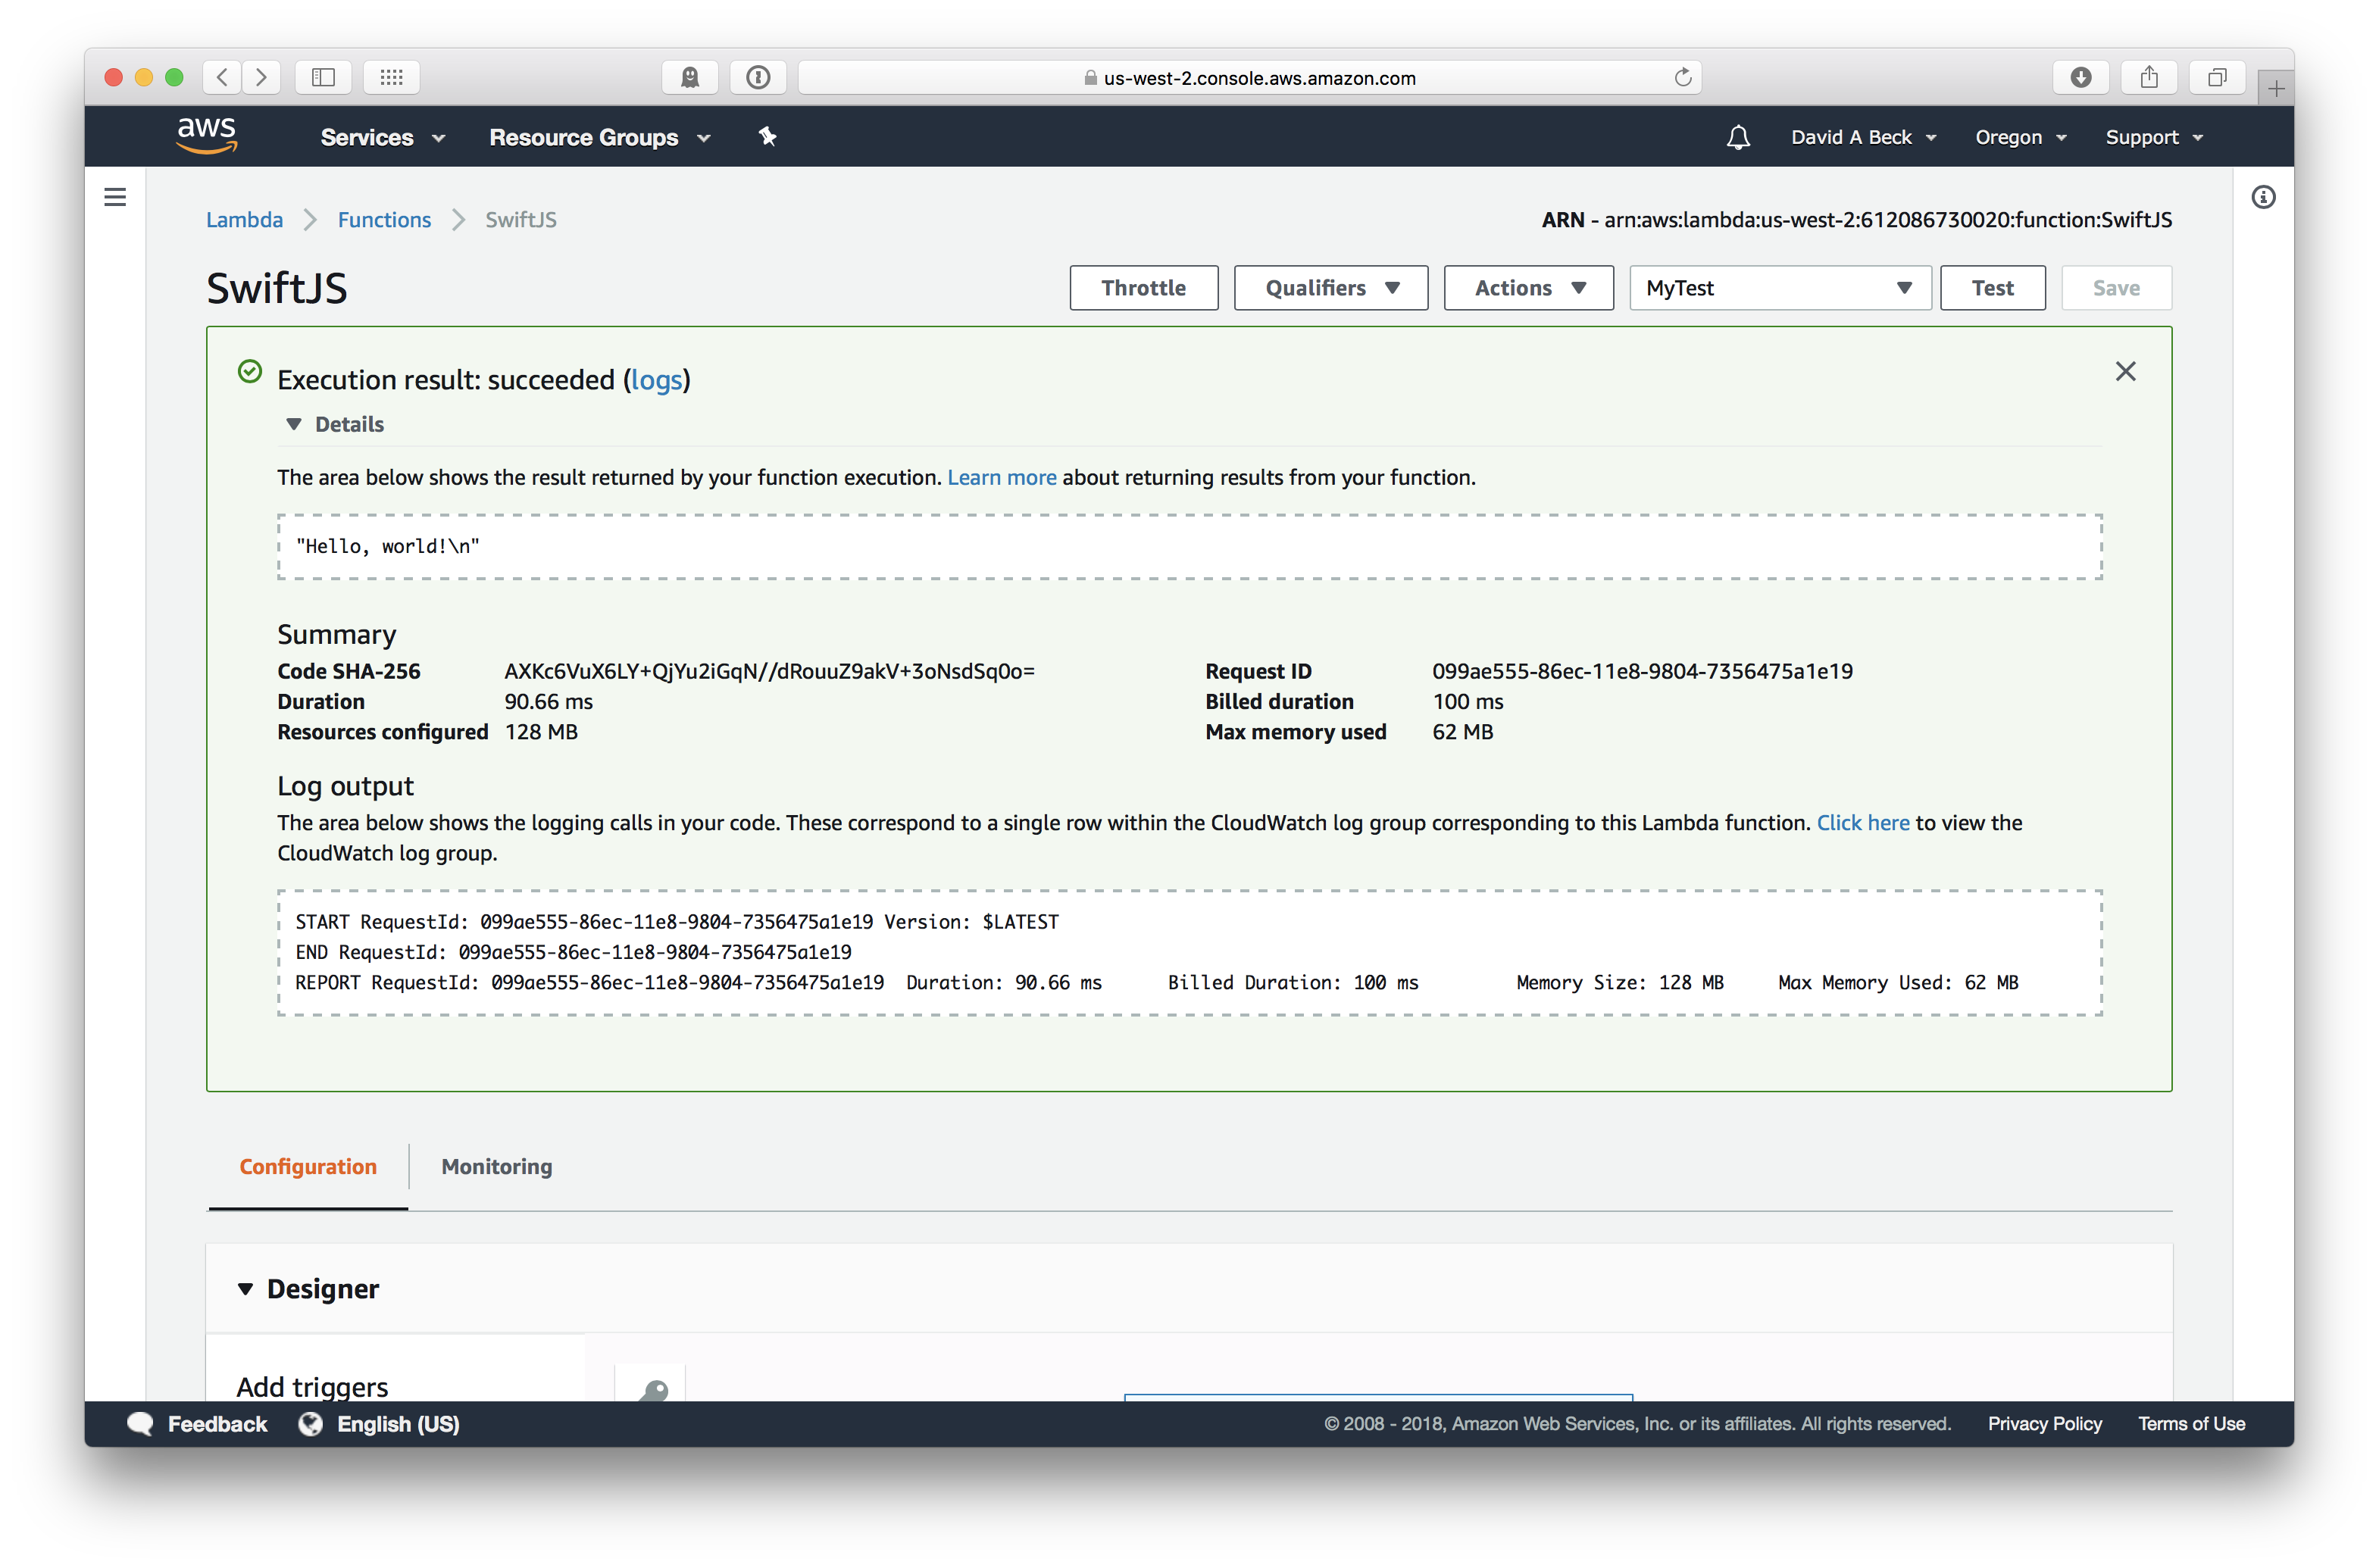 us-west-2.console.aws.amazon.com
aws Services Resource Groups David A Beck Oregon Support
Lambda Functions SwiftJS ARN - arn:aws:lambda:us-west-2:612086730020:function:SwiftJS
SwiftJS Throttle Qualifiers Actions MyTest Test Save
Execution result: succeeded (logs)
Details
The area below shows the result returned by your function execution. Learn more about returning results from your function.
"Hello, world!\n"
Summary
Code SHA-256 AXKc6VuX6LY+QjYu2iGqN//dRouuZ9akV+3oNsdSq0o= Request ID 099ae555-86ec-11e8-9804-7356475a1e19
Duration 90.66 ms Billed duration 100 ms
Resources configured 128 MB Max memory used 62 MB
Log output
The area below shows the logging calls in your code. These correspond to a single row within the CloudWatch log group corresponding to this Lambda function. Click here to view the
CloudWatch log group.
START RequestId: 099ae555-86ec-11e8-9804-7356475a1e19 Version: $LATEST
END RequestId: 099ae555-86ec-11e8-9804-7356475a1e19
REPORT RequestId: 099ae555-86ec-11e8-9804-7356475a1e19 Duration: 90.66 ms Billed Duration: 100 ms Memory Size: 128 MB Max Memory Used: 62 MB
Configuration Monitoring
Designer
Add triggers
Feedback English (US) © 2008 - 2018, Amazon Web Services, Inc. or its affiliates. All rights reserved. Privacy Policy Terms of Use